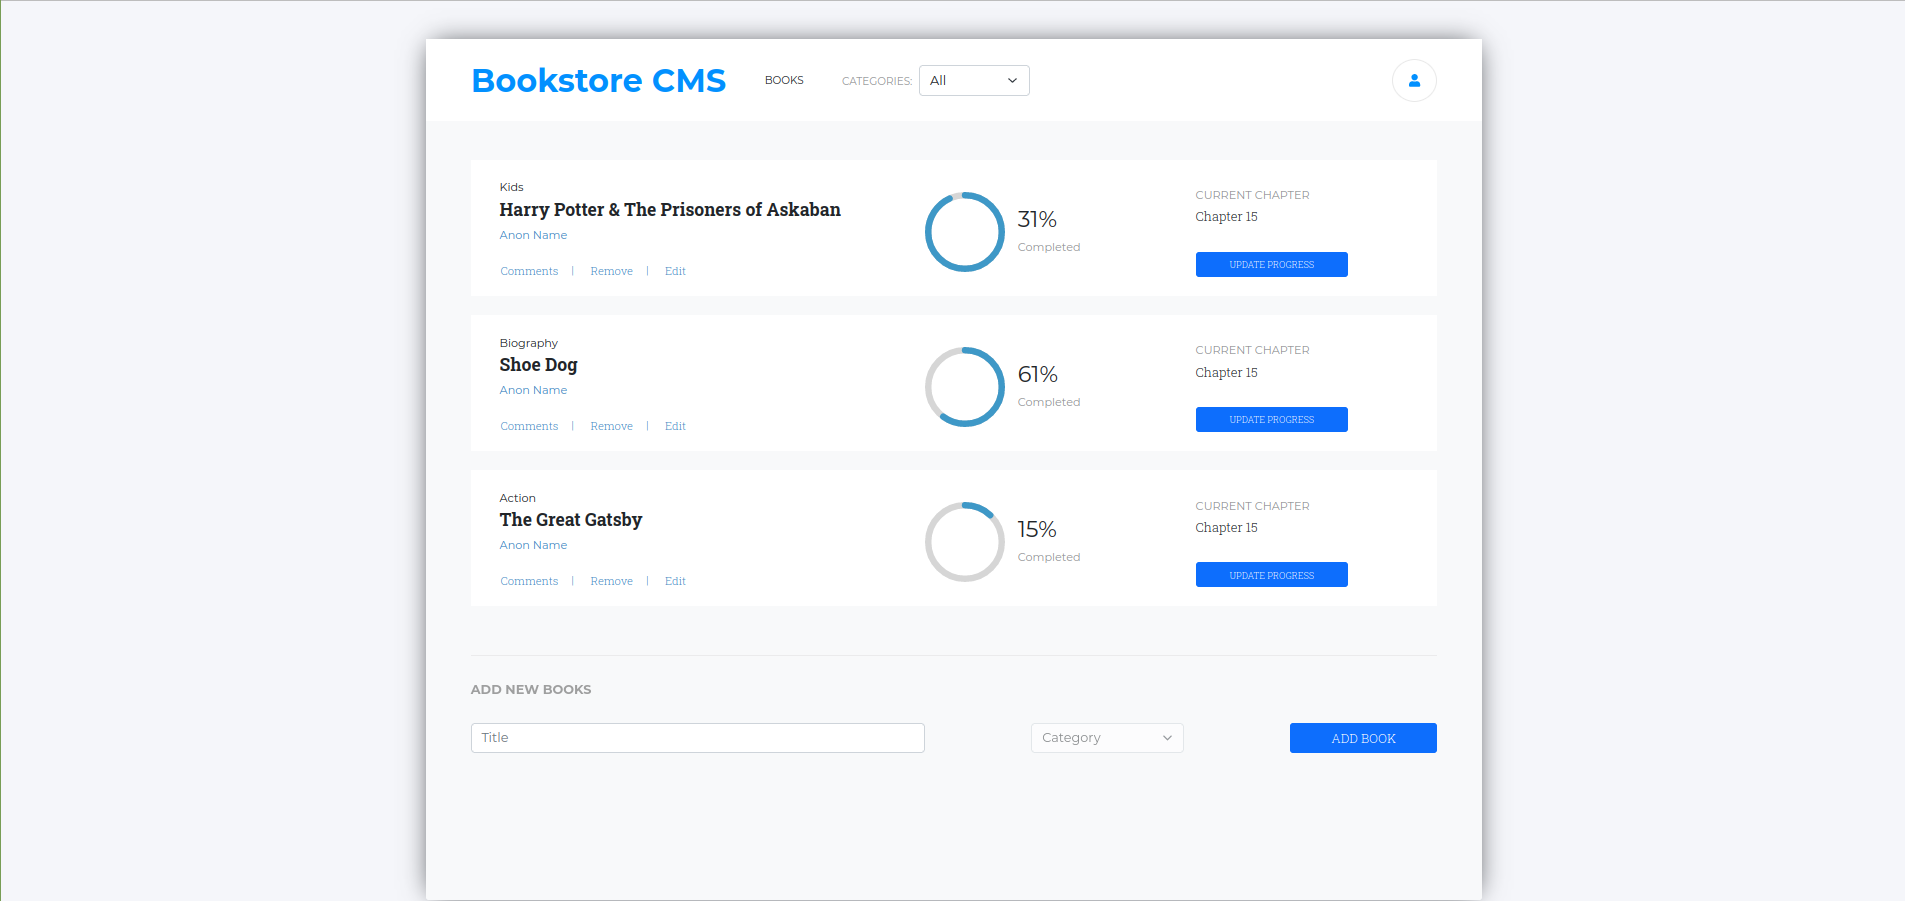 Bookstore CMS BOOKS CATEGORIES: All
Kids
Harry Potter & The Prisoners of Askaban
Anon Name
Comments | Remove | Edit
31%
Completed
CURRENT CHAPTER
Chapter 15
UPDATE PROGRESS
Biography
Shoe Dog
Anon Name
Comments | Remove | Edit
61%
Completed
CURRENT CHAPTER
Chapter 15
UPDATE PROGRESS
Action
The Great Gatsby
Anon Name
Comments | Remove | Edit
15%
Completed
CURRENT CHAPTER
Chapter 15
UPDATE PROGRESS
ADD NEW BOOKS
Title Category ADD BOOK